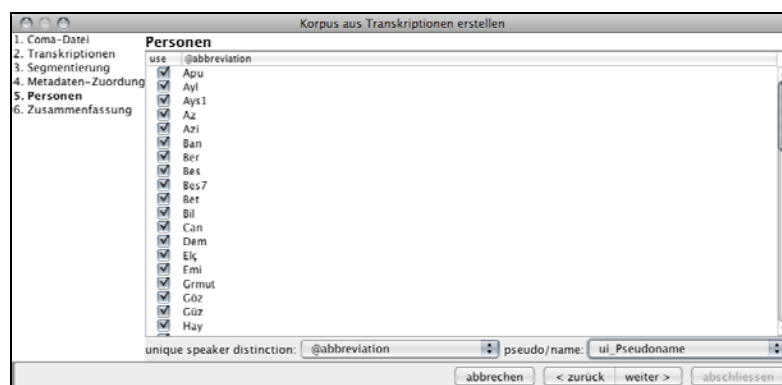 Korpus aus Transkriptionen erstellen
1. Coma-Datei
2. Transkriptionen
3. Segmentierung
4. Metadaten-Zuordung
5. Personen
6. Zusammenfassung
Personen
use @abbreviation
Apu
Ayl
Ays1
Az
Azi
Ban
Ber
Bes
Bes7
Bet
Bil
Can
Dem
Elç
Emi
Grmut
Göz
Güz
Hay
unique speaker distinction: @abbreviation pseudo/name: ui_Pseudoname
abbrechen < zurück weiter > abschliessen